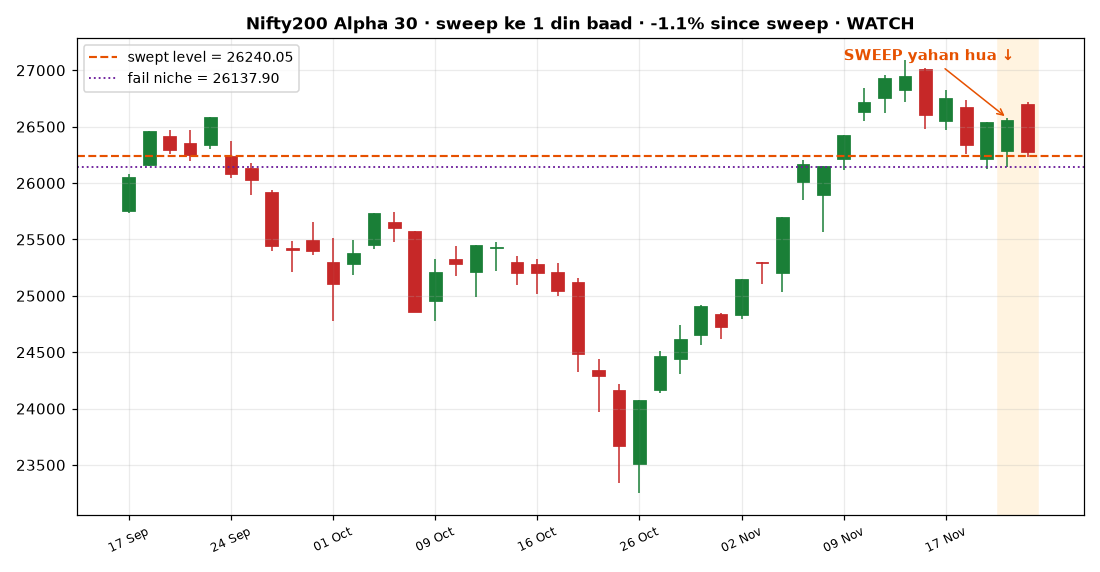 Nifty200 Alpha 30 · sweep ke 1 din baad · -1.1% since sweep · WATCH
swept level = 26240.05
fail niche = 26137.90
SWEEP yahan hua ↓
27000
26500
26000
25500
25000
24500
24000
23500
17 Sep
24 Sep
01 Oct
09 Oct
16 Oct
26 Oct
02 Nov
09 Nov
17 Nov